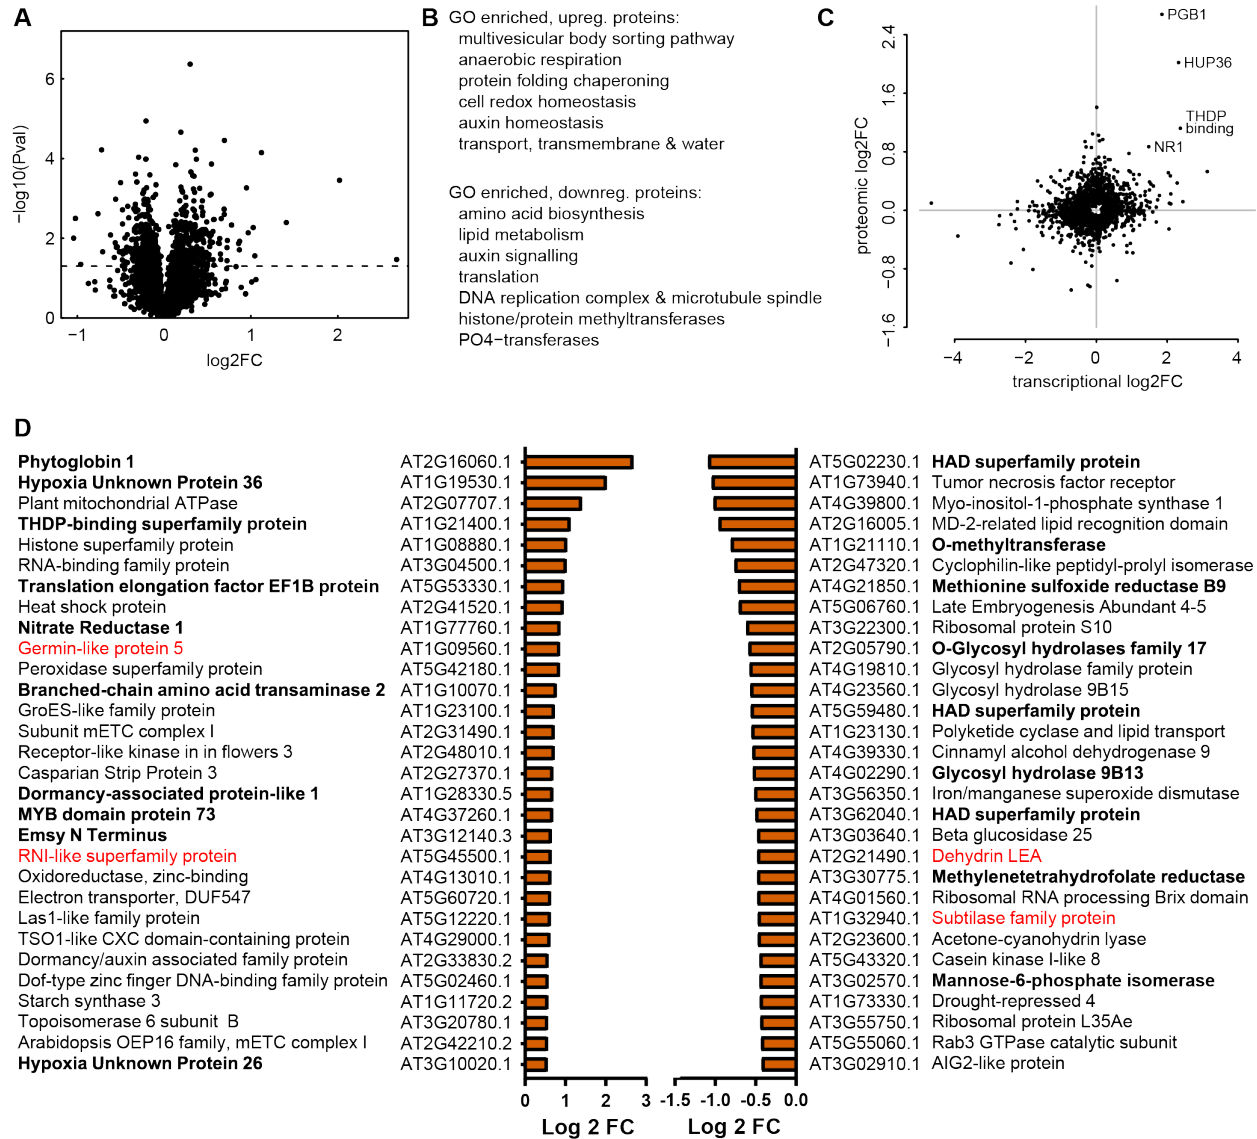 A
6
4
2
0
−log10(Pval)
−1
0
1
2
log2FC
B
GO enriched, upreg. proteins:
multivesicular body sorting pathway
anaerobic respiration
protein folding chaperoning
cell redox homeostasis
auxin homeostasis
transport, transmembrane & water
GO enriched, downreg. proteins:
amino acid biosynthesis
lipid metabolism
auxin signalling
translation
DNA replication complex & microtubule spindle
histone/protein methyltransferases
PO4−transferases
C
PGB1
HUP36
THDP
binding
NR1
2.4
1.6
0.8
0.0
−0.8
−1.6
proteomic log2FC
−4
−2
0
2
4
transcriptional log2FC
D
Phytoglobin 1 AT2G16060.1 AT5G02230.1 HAD superfamily protein
Hypoxia Unknown Protein 36 AT1G19530.1 AT1G73940.1 Tumor necrosis factor receptor
Plant mitochondrial ATPase AT2G07707.1 AT4G39800.1 Myo-inositol-1-phosphate synthase 1
THDP-binding superfamily protein AT1G21400.1 AT2G16005.1 MD-2-related lipid recognition domain
Histone superfamily protein AT1G08880.1 AT1G21110.1 O-methyltransferase
RNA-binding family protein AT3G04500.1 AT2G47320.1 Cyclophilin-like peptidyl-prolyl isomerase
Translation elongation factor EF1B protein AT5G53330.1 AT4G21850.1 Methionine sulfoxide reductase B9
Heat shock protein AT2G41520.1 AT5G06760.1 Late Embryogenesis Abundant 4-5
Nitrate Reductase 1 AT1G77760.1 AT3G22300.1 Ribosomal protein S10
Germin-like protein 5 AT1G09560.1 AT2G05790.1 O-Glycosyl hydrolases family 17
Peroxidase superfamily protein AT5G42180.1 AT4G19810.1 Glycosyl hydrolase family protein
Branched-chain amino acid transaminase 2 AT1G10070.1 AT4G23560.1 Glycosyl hydrolase 9B15
GroES-like family protein AT1G23100.1 AT5G59480.1 HAD superfamily protein
Subunit mETC complex I AT2G31490.1 AT1G23130.1 Polyketide cyclase and lipid transport
Receptor-like kinase in in flowers 3 AT2G48010.1 AT4G39330.1 Cinnamyl alcohol dehydrogenase 9
Casparian Strip Protein 3 AT2G27370.1 AT4G02290.1 Glycosyl hydrolase 9B13
Dormancy-associated protein-like 1 AT1G28330.5 AT3G56350.1 Iron/manganese superoxide dismutase
MYB domain protein 73 AT4G37260.1 AT3G62040.1 HAD superfamily protein
Emsy N Terminus AT3G12140.3 AT3G03640.1 Beta glucosidase 25
RNI-like superfamily protein AT5G45500.1 AT2G21490.1 Dehydrin LEA
Oxidoreductase, zinc-binding AT4G13010.1 AT3G30775.1 Methylenetetrahydrofolate reductase
Electron transporter, DUF547 AT5G60720.1 AT4G01560.1 Ribosomal RNA processing Brix domain
Las1-like family protein AT5G12220.1 AT1G32940.1 Subtilase family protein
TSO1-like CXC domain-containing protein AT4G29000.1 AT2G23600.1 Acetone-cyanohydrin lyase
Dormancy/auxin associated family protein AT2G33830.2 AT5G43320.1 Casein kinase I-like 8
Dof-type zinc finger DNA-binding family protein AT5G02460.1 AT3G02570.1 Mannose-6-phosphate isomerase
Starch synthase 3 AT1G11720.2 AT1G73330.1 Drought-repressed 4
Topoisomerase 6 subunit B AT3G20780.1 AT3G55750.1 Ribosomal protein L35Ae
Arabidopsis OEP16 family, mETC complex I AT2G42210.2 AT5G55060.1 Rab3 GTPase catalytic subunit
Hypoxia Unknown Protein 26 AT3G10020.1 AT3G02910.1 AIG2-like protein
0 1 2 3 -1.5 -1.0 -0.5 0.0
Log 2 FC Log 2 FC